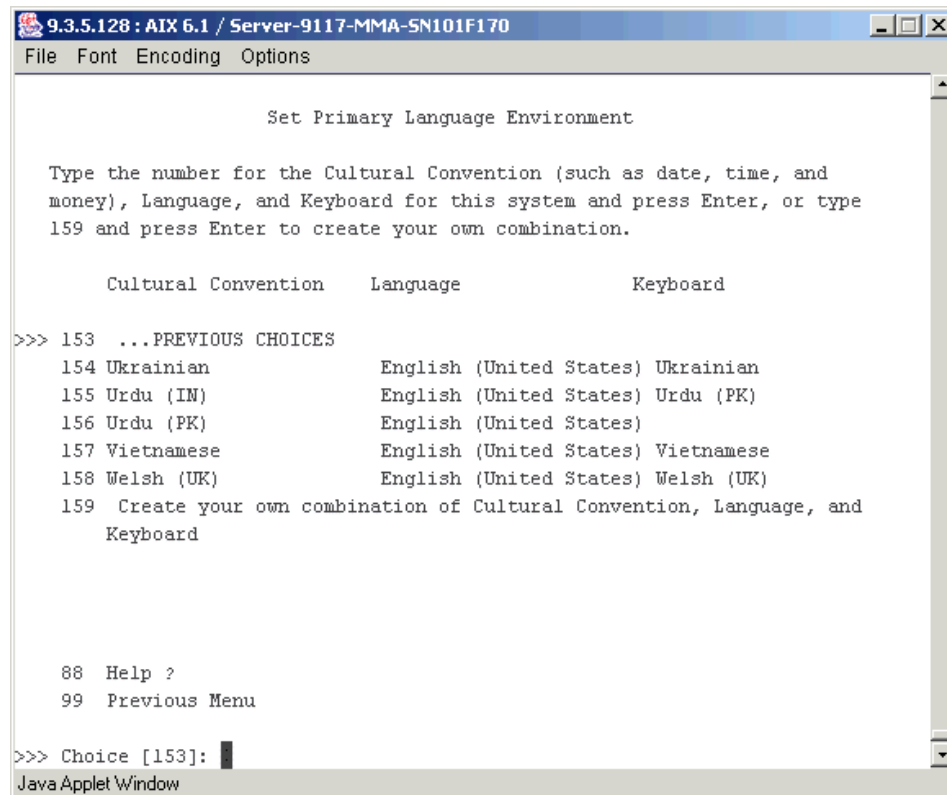 9.3.5.128 : AIX 6.1 / Server-9117-MMA-SN101F170
File Font Encoding Options
Set Primary Language Environment
Type the number for the Cultural Convention (such as date, time, and
money), Language, and Keyboard for this system and press Enter, or type
159 and press Enter to create your own combination.
Cultural Convention Language Keyboard
>>> 153 ...PREVIOUS CHOICES
154 Ukrainian English (United States) Ukrainian
155 Urdu (IN) English (United States) Urdu (PK)
156 Urdu (PK) English (United States)
157 Vietnamese English (United States) Vietnamese
158 Welsh (UK) English (United States) Welsh (UK)
159 Create your own combination of Cultural Convention, Language, and
Keyboard
88 Help ?
99 Previous Menu
>>> Choice [153]:
Java Applet Window